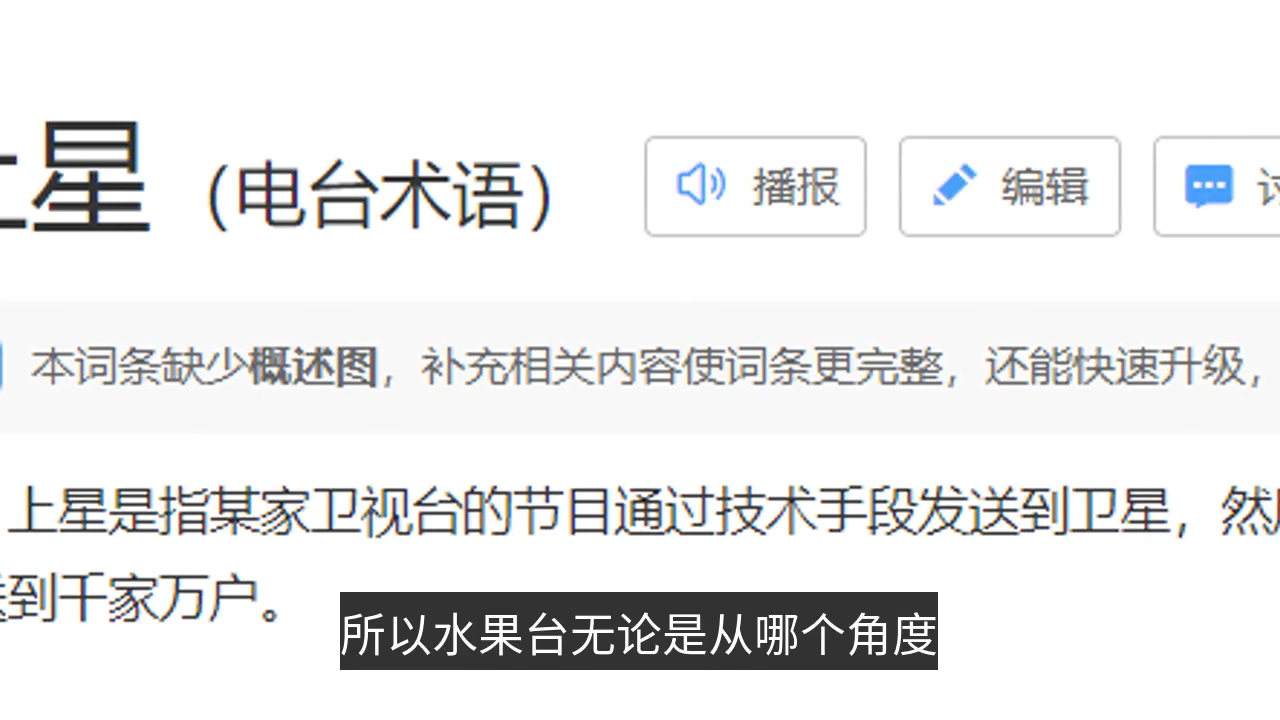 上星（电台术语） 播报 编辑 讨
本词条缺少概述图，补充相关内容使词条更完整，还能快速升级，
上星是指某家卫视台的节目通过技术手段发送到卫星，然
送到千家万户。
所以水果台无论是从哪个角度